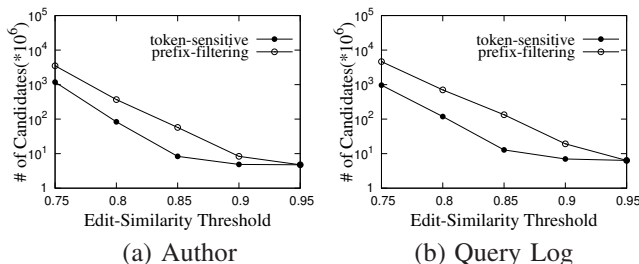 # of Candidates(*10^6)
10^5
10^4
10^3
10^2
10^1
1
token-sensitive
prefix-filtering
0.75 0.8 0.85 0.9 0.95
Edit-Similarity Threshold
(a) Author
# of Candidates(*10^6)
10^5
10^4
10^3
10^2
10^1
1
token-sensitive
prefix-filtering
0.75 0.8 0.85 0.9 0.95
Edit-Similarity Threshold
(b) Query Log